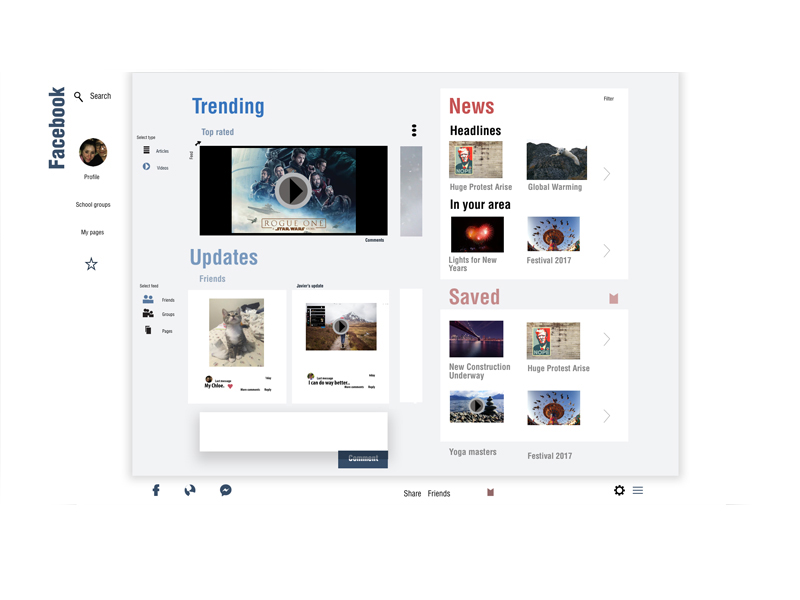 Facebook
Search
Profile
School groups
My pages
Trending
Top rated
Select type
Articles
Videos
Feed
ROGUE ONE
STAR WARS
Comments
Updates
Friends
Select feed
Friends
Groups
Pages
Last message
My Chloe.
More comments Reply
Javier's update
Last message
I can do way better..
More comments Reply
Comment
News
Filter
Headlines
NOPE
Huge Protest Arise
Global Warming
In your area
Lights for New
Years
Festival 2017
Saved
New Construction
Underway
NOPE
Huge Protest Arise
Yoga masters
Festival 2017
Share Friends